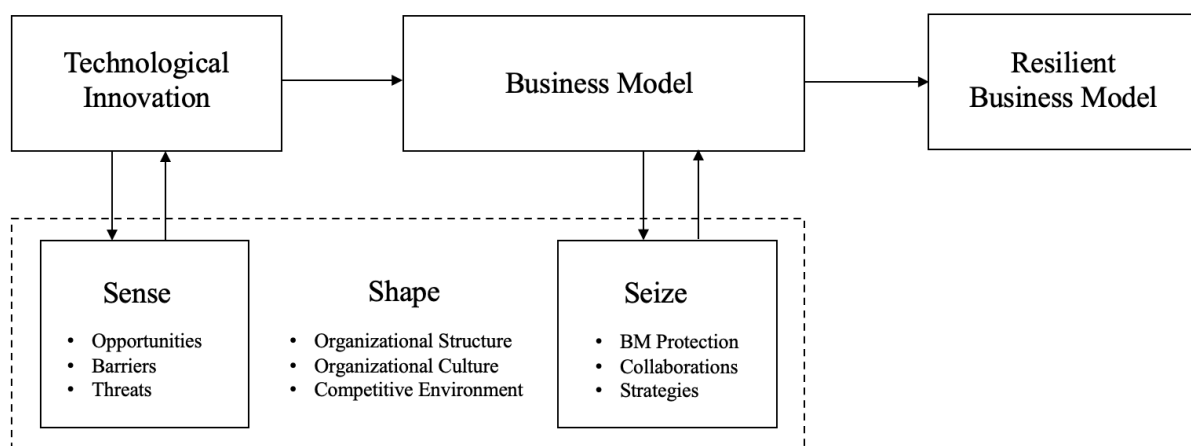 Technological
Innovation
Business Model
Resilient
Business Model
Sense
• Opportunities
• Barriers
• Threats
Shape
• Organizational Structure
• Organizational Culture
• Competitive Environment
Seize
• BM Protection
• Collaborations
• Strategies